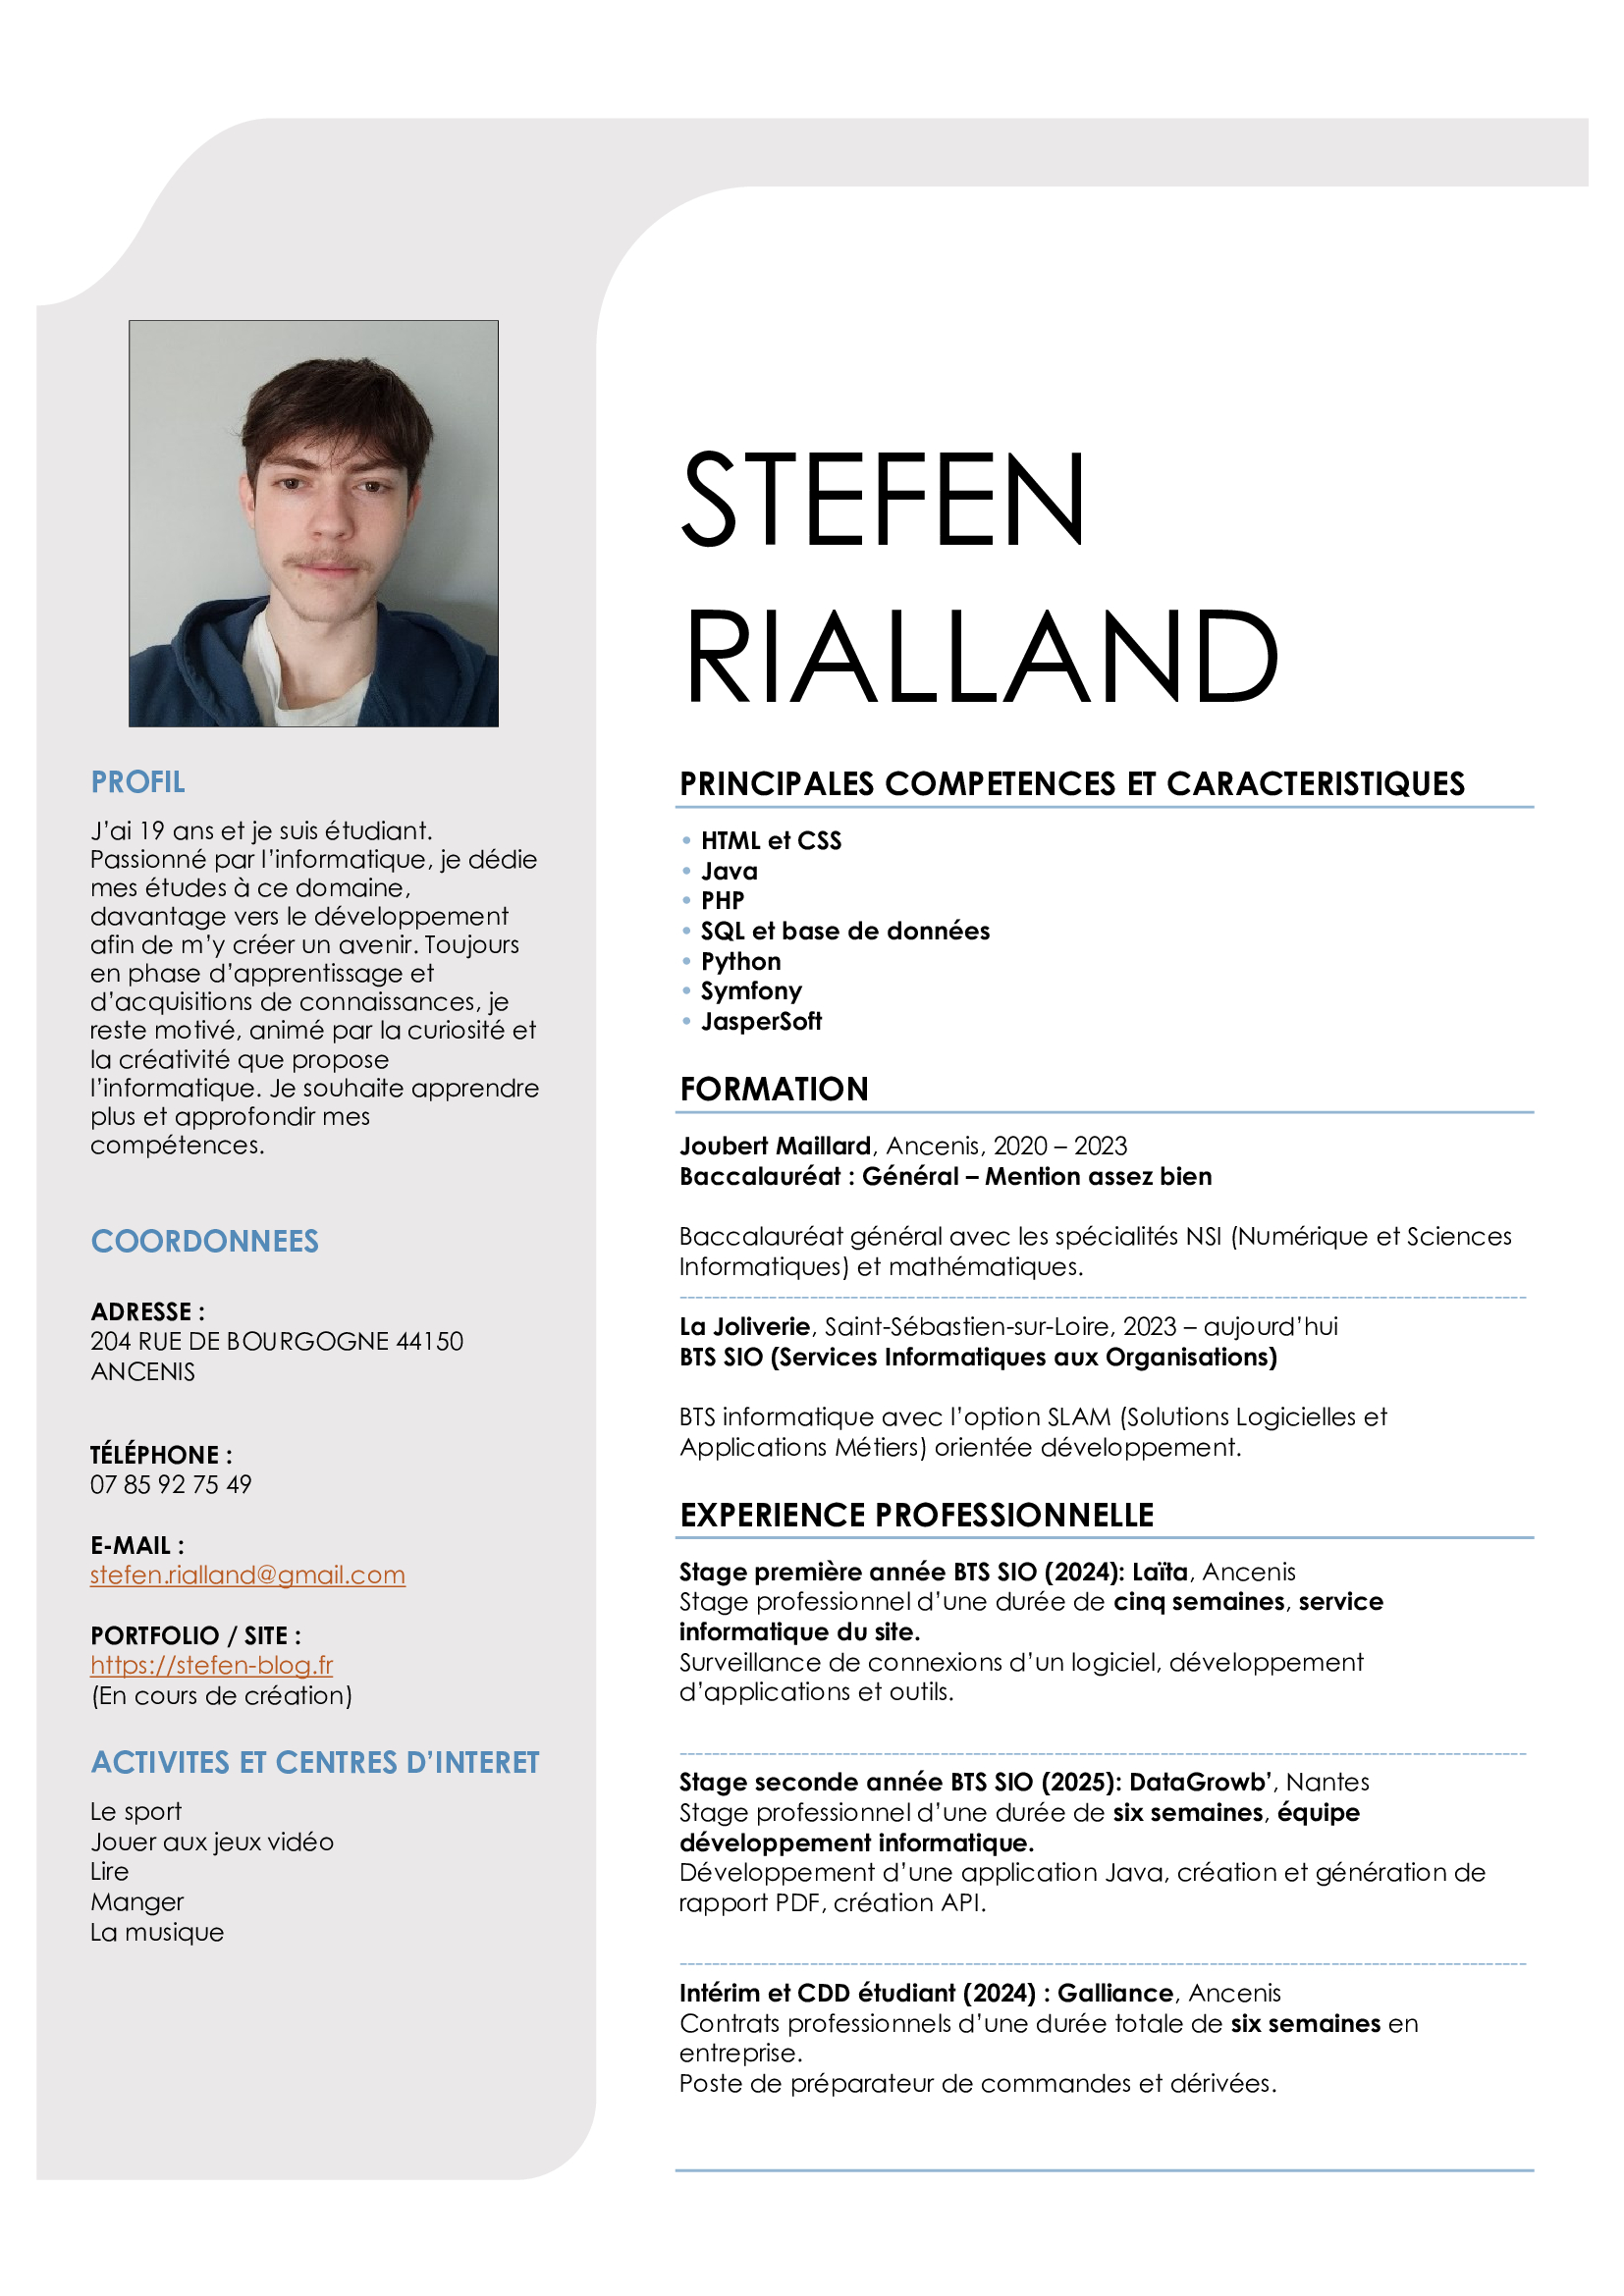 STEFEN
RIALLAND
PROFIL
J’ai 19 ans et je suis étudiant.
Passionné par l’informatique, je dédie
mes études à ce domaine,
davantage vers le développement
afin de m’y créer un avenir. Toujours
en phase d’apprentissage et
d’acquisitions de connaissances, je
reste motivé, animé par la curiosité et
la créativité que propose
l’informatique. Je souhaite apprendre
plus et approfondir mes
compétences.
COORDONNEES
ADRESSE :
204 RUE DE BOURGOGNE 44150
ANCENIS
TÉLÉPHONE :
07 85 92 75 49
E-MAIL :
stefen.rialland@gmail.com
PORTFOLIO / SITE :
https://stefen-blog.fr
(En cours de création)
ACTIVITES ET CENTRES D’INTERET
Le sport
Jouer aux jeux vidéo
Lire
Manger
La musique
PRINCIPALES COMPETENCES ET CARACTERISTIQUES
• HTML et CSS
• Java
• PHP
• SQL et base de données
• Python
• Symfony
• JasperSoft
FORMATION
Joubert Maillard, Ancenis, 2020 – 2023
Baccalauréat : Général – Mention assez bien
Baccalauréat général avec les spécialités NSI (Numérique et Sciences
Informatiques) et mathématiques.
La Joliverie, Saint-Sébastien-sur-Loire, 2023 – aujourd’hui
BTS SIO (Services Informatiques aux Organisations)
BTS informatique avec l’option SLAM (Solutions Logicielles et
Applications Métiers) orientée développement.
EXPERIENCE PROFESSIONNELLE
Stage première année BTS SIO (2024): Laïta, Ancenis
Stage professionnel d’une durée de cinq semaines, service
informatique du site.
Surveillance de connexions d’un logiciel, développement
d’applications et outils.
Stage seconde année BTS SIO (2025): DataGrowb’, Nantes
Stage professionnel d’une durée de six semaines, équipe
développement informatique.
Développement d’une application Java, création et génération de
rapport PDF, création API.
Intérim et CDD étudiant (2024) : Galliance, Ancenis
Contrats professionnels d’une durée totale de six semaines en
entreprise.
Poste de préparateur de commandes et dérivées.